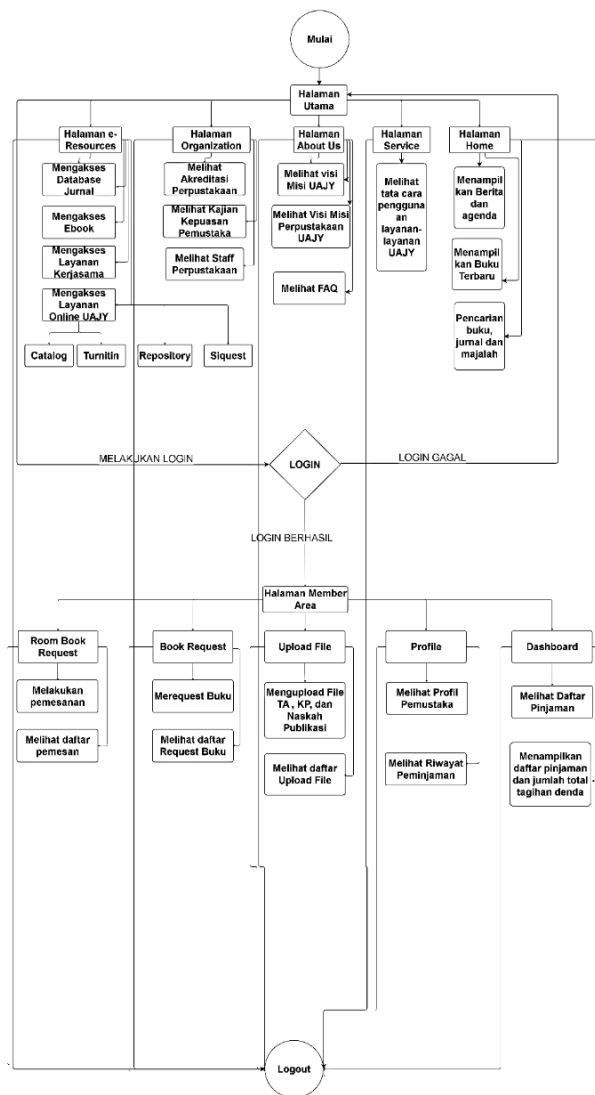 Mulai
Halaman
Utama
Halaman e-
Resources
Halaman
Organization
Halaman
About Us
Halaman
Service
Halaman
Home
Mengakses
Database
Jurnal
Mengakses
Ebook
Mengakses
Layanan
Kerjasama
Mengakses
Layanan
Online UAJY
Catalog
Turnitin
Repository
Siquest
Melihat
Akreditasi
Perpustakaan
Melihat Kajian
Kepuasan
Pemustaka
Melihat Staff
Perpustakaan
Melihat visi
Misi UAJY
Melihat Visi Misi
Perpustakaan
UAJY
Melihat FAQ
Melihat
tata cara
pengguna
an
layanan-
layanan
UAJY
Menampil
kan Berita
dan
agenda
Menampil
kan Buku
Terbaru
Pencarian
buku,
jurnal dan
majalah
MELAKUKAN LOGIN
LOGIN
LOGIN GAGAL
LOGIN BERHASIL
Halaman Member
Area
Room Book
Request
Book Request
Upload File
Profile
Dashboard
Melakukan
pemesanan
Melihat daftar
pemesan
Merequest Buku
Melihat daftar
Request Buku
Mengupload File
TA , KP, dan
Naskah
Publikasi
Melihat daftar
Upload File
Melihat Profil
Pemustaka
Melihat Riwayat
Peminjaman
Melihat Daftar
Pinjaman
Menampilkan
daftar pinjaman
dan jumlah total
tagihan denda
Logout